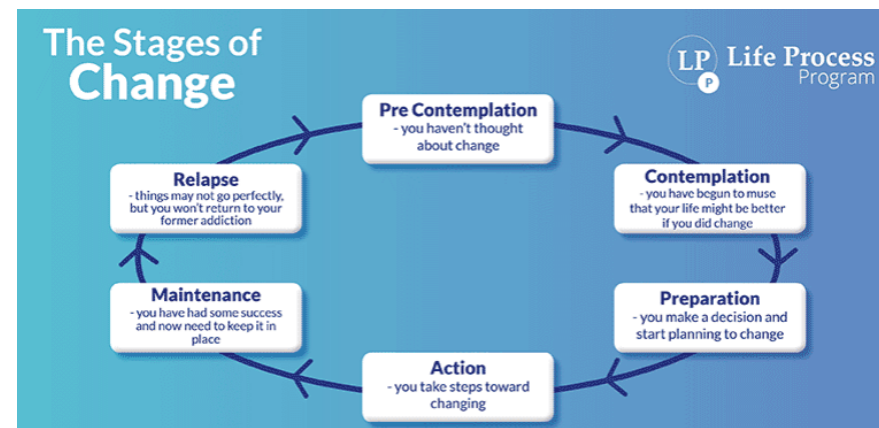 The Stages of
Change
LP
P
Life Process
Program
Pre Contemplation
- you haven't thought
about change
Contemplation
- you have begun to muse
that your life might be better
if you did change
Preparation
- you make a decision and
start planning to change
Action
- you take steps toward
changing
Maintenance
- you have had some success
and now need to keep it in
place
Relapse
- things may not go perfectly,
but you won't return to your
former addiction